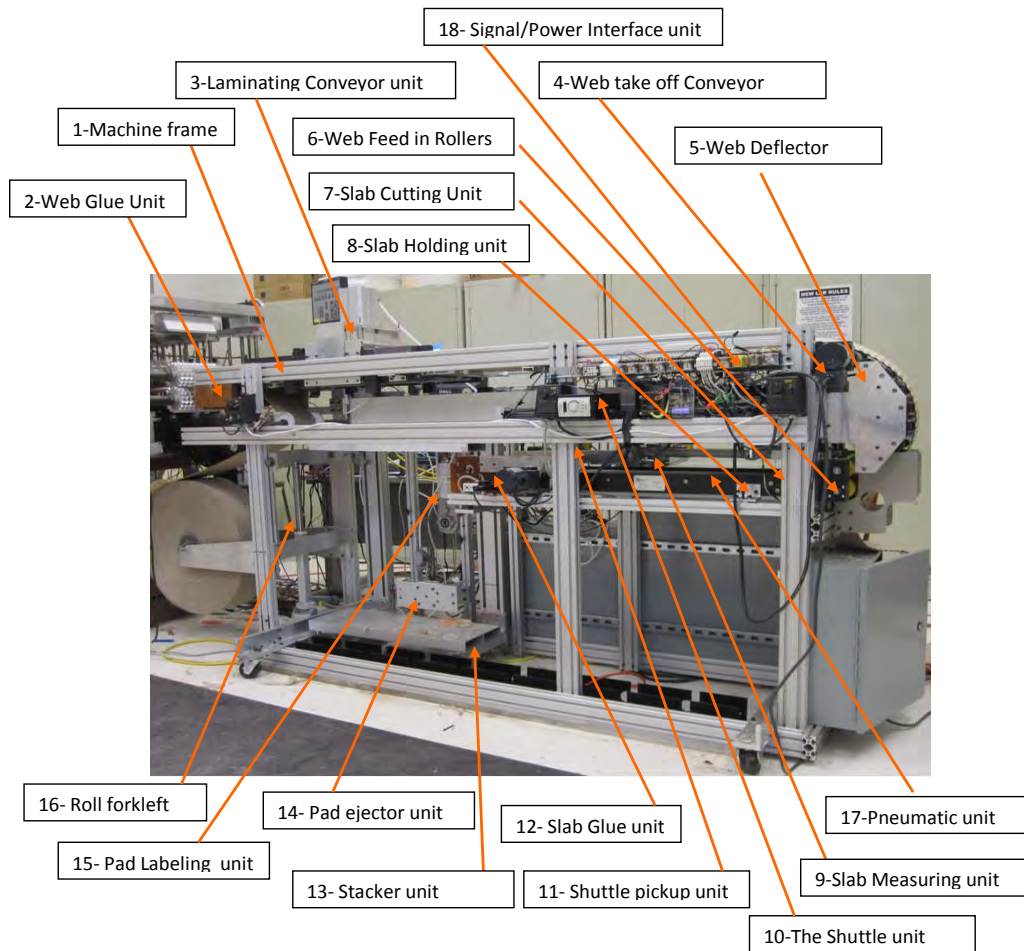 18- Signal/Power Interface unit
3-Laminating Conveyor unit
4-Web take off Conveyor
1-Machine frame
6-Web Feed in Rollers
5-Web Deflector
2-Web Glue Unit
7-Slab Cutting Unit
8-Slab Holding unit
NEW LAB RULES
16- Roll forkleft
14- Pad ejector unit
12- Slab Glue unit
17-Pneumatic unit
15- Pad Labeling  unit
13- Stacker unit
11- Shuttle pickup unit
9-Slab Measuring unit
10-The Shuttle unit